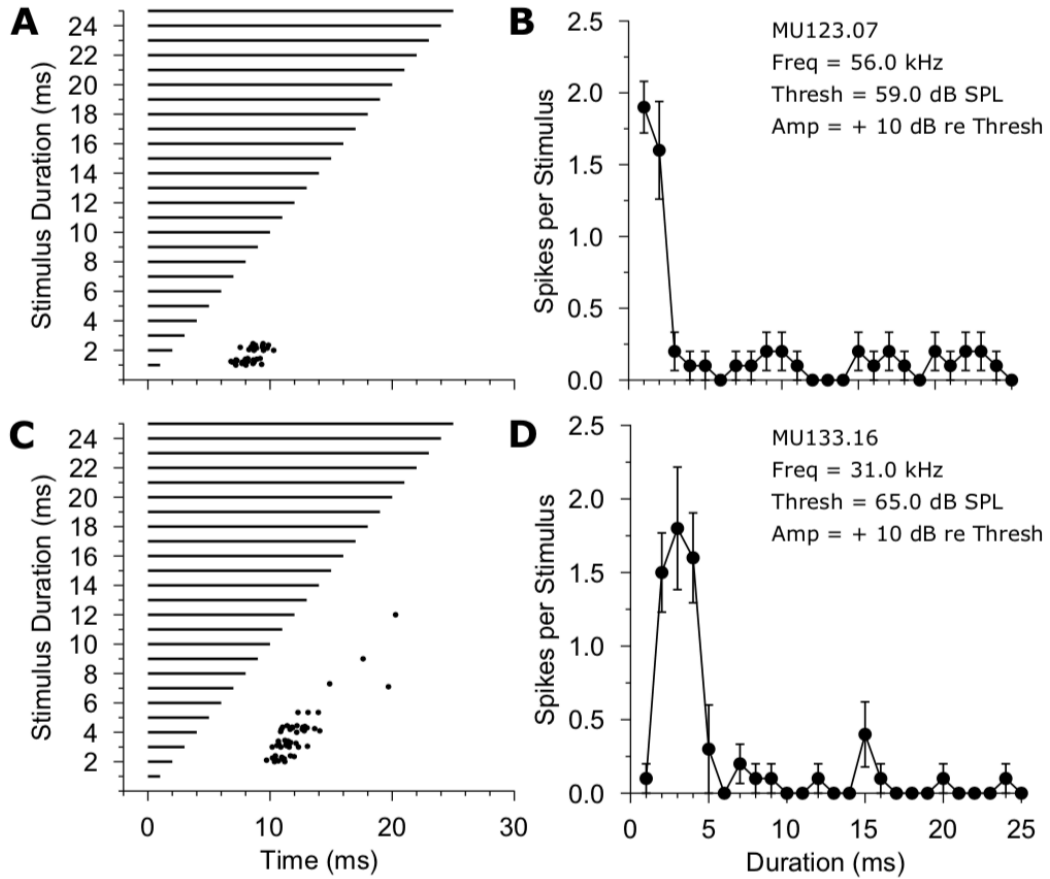 A
Stimulus Duration (ms)
24
22
20
18
16
14
12
10
8
6
4
2
B
Spikes per Stimulus
2.5
2.0
1.5
1.0
0.5
0.0
MU123.07
Freq = 56.0 kHz
Thresh = 59.0 dB SPL
Amp = + 10 dB re Thresh
C
Stimulus Duration (ms)
24
22
20
18
16
14
12
10
8
6
4
2
0 10 20 30
Time (ms)
D
Spikes per Stimulus
2.5
2.0
1.5
1.0
0.5
0.0
MU133.16
Freq = 31.0 kHz
Thresh = 65.0 dB SPL
Amp = + 10 dB re Thresh
0 5 10 15 20 25
Duration (ms)